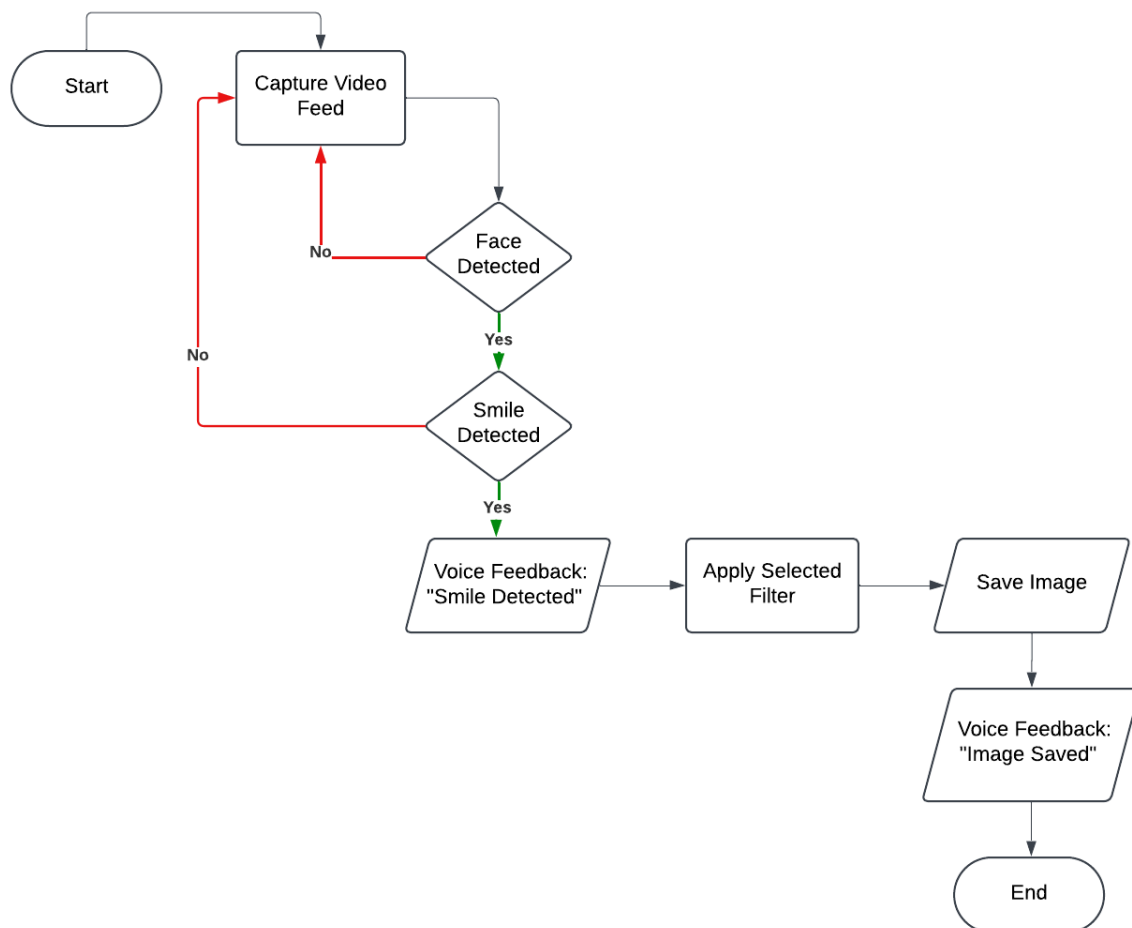 Start
Capture Video
Feed
Face
Detected
No
Yes
No
Smile
Detected
Yes
Voice Feedback:
"Smile Detected"
Apply Selected
Filter
Save Image
Voice Feedback:
"Image Saved"
End